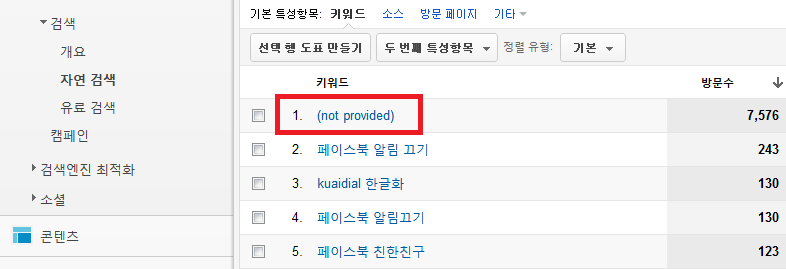 검색
개요
자연 검색
유료 검색
캠페인
검색엔진 최적화
소셜
콘텐츠
기본 특성항목: 키워드 소스 방문 페이지 기타
선택 행 도표 만들기 두 번째 특성항목 정렬 유형: 기본
키워드 방문수
1. (not provided) 7,576
2. 페이스북 알림 끄기 243
3. kuaidial 한글화 130
4. 페이스북 알림끄기 130
5. 페이스북 친한친구 123